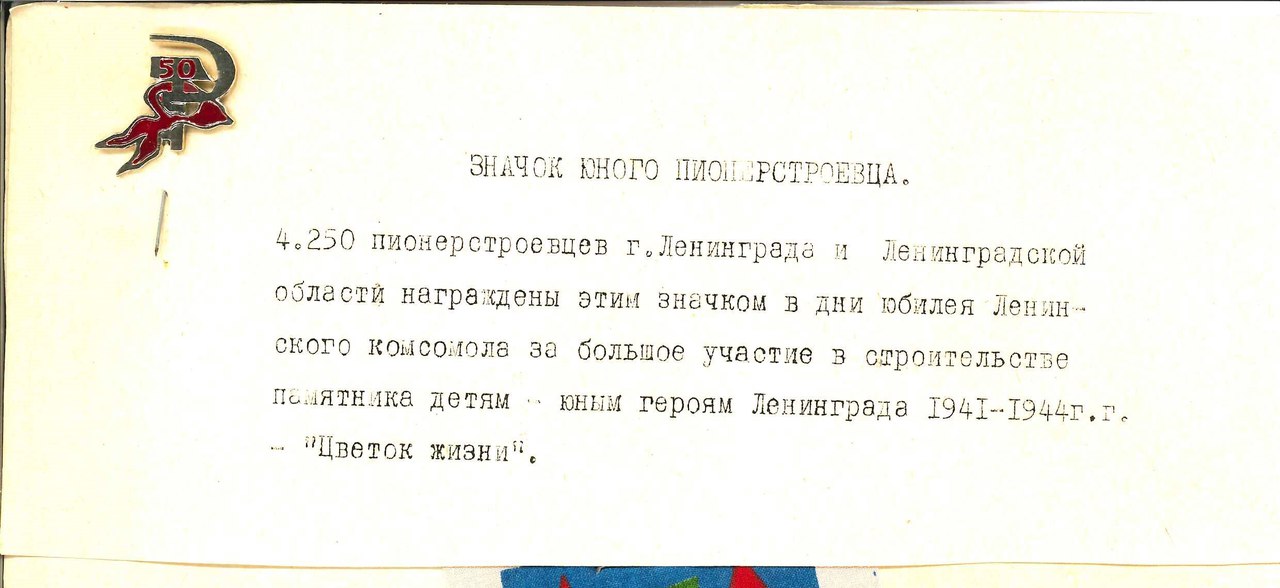 50
ЗНАЧОК ЮНОГО ПИОНЕРСТРОЕВЦА.
4.250 пионерстроевцев г.Ленинграда и Ленинградской
области награждены этим значком в дни юбилея Ленин-
ского комсомола за большое участие в строительстве
памятника детям - юным героям Ленинграда 1941-1944г.г.
- "Цветок жизни".